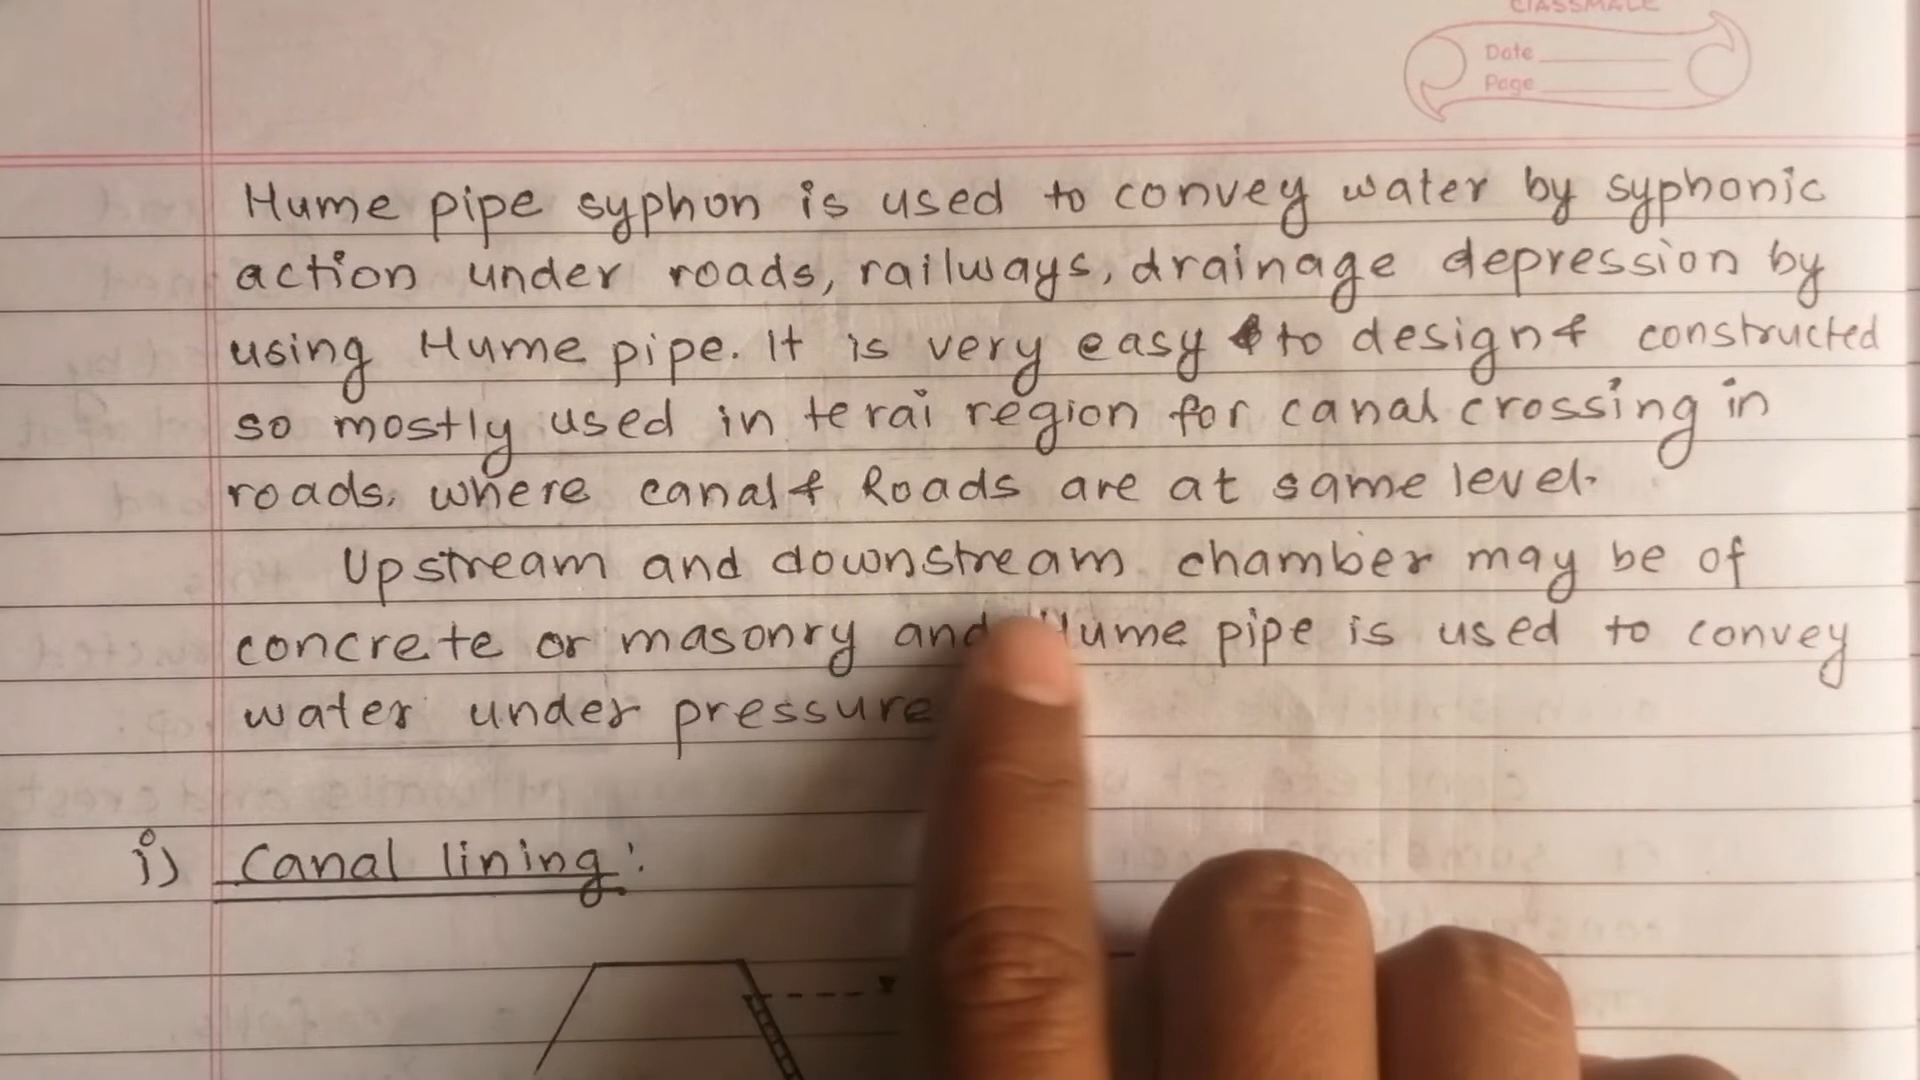 classmate
Date
Page
Hume pipe syphon is used to convey water by syphonic
action under roads, railways, drainage depression by
using Hume pipe. It is very easy to design & constructed
so mostly used in terai region for canal crossing in
roads. where canal & Roads are at same level.
Upstream and downstream chamber may be of
concrete or masonry and Hume pipe is used to convey
water under pressure
i) Canal lining: